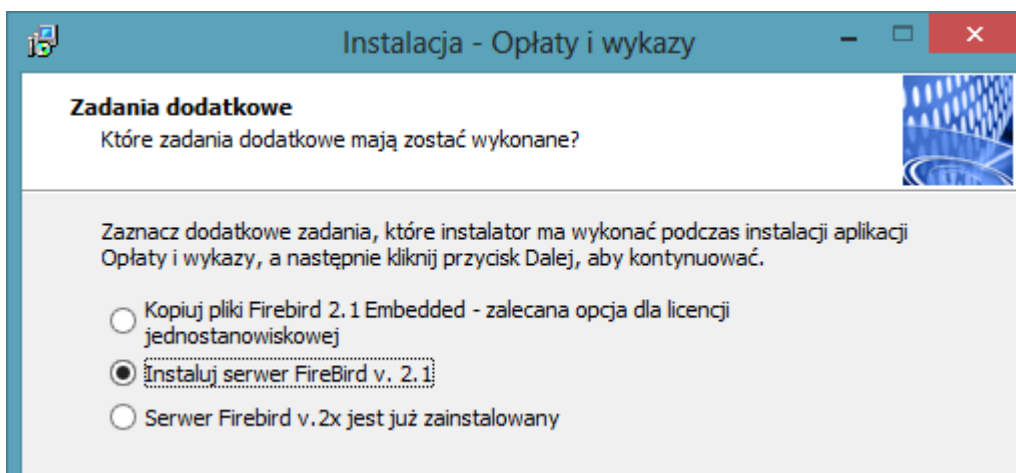 Instalacja - Opłaty i wykazy
Zadania dodatkowe
Które zadania dodatkowe mają zostać wykonane?
Zaznacz dodatkowe zadania, które instalator ma wykonać podczas instalacji aplikacji
Opłaty i wykazy, a następnie kliknij przycisk Dalej, aby kontynuować.
Kopiuj pliki Firebird 2.1 Embedded - zalecana opcja dla licencji
jednostanowiskowej
Instaluj serwer FireBird v. 2.1
Serwer Firebird v.2x jest już zainstalowany